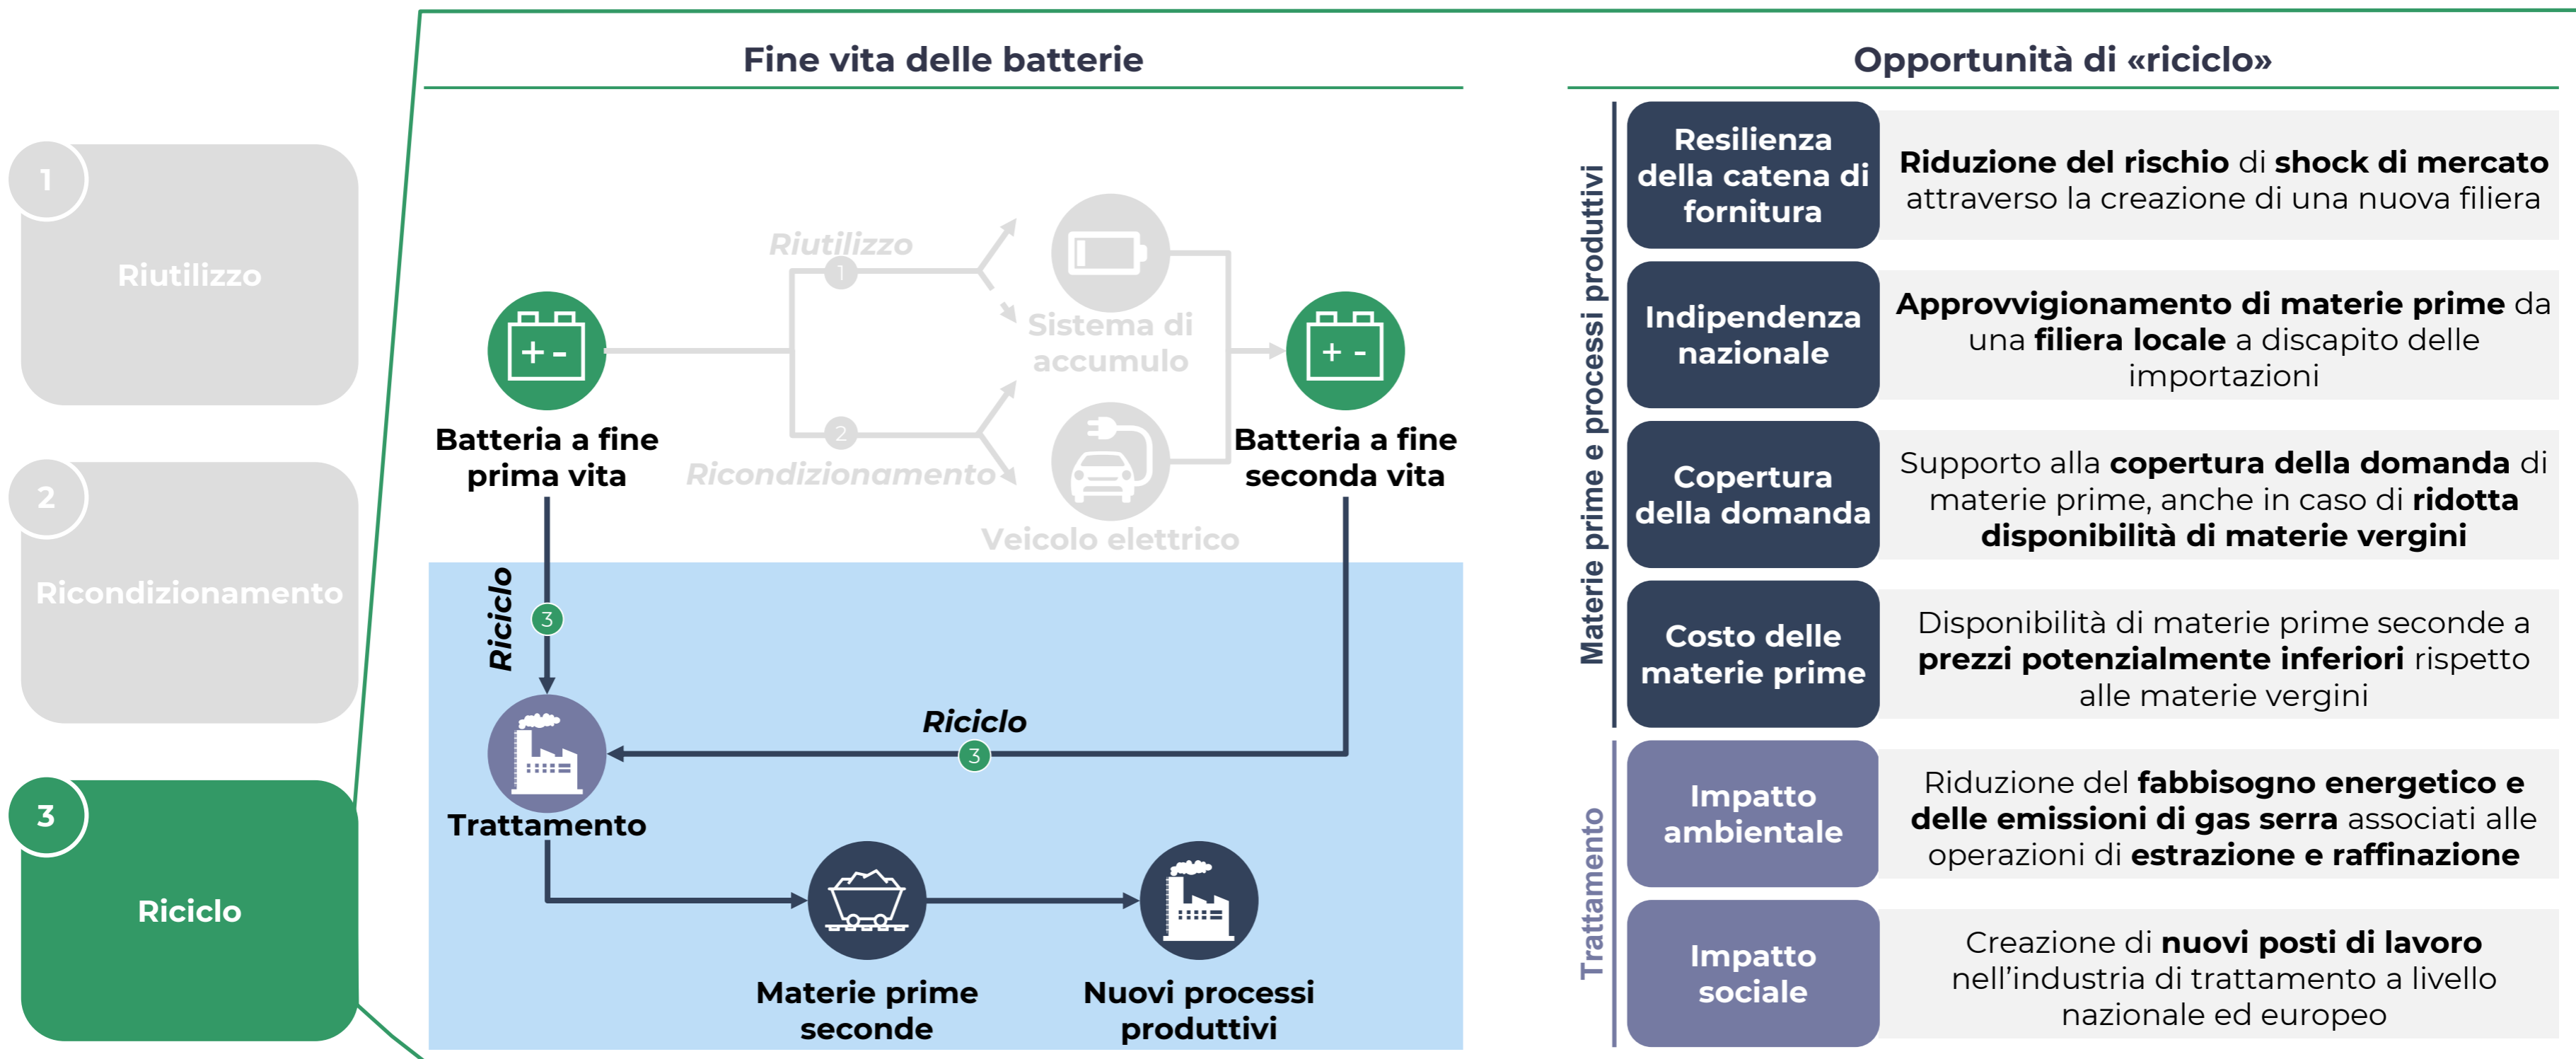 Fine vita delle batterie
Opportunità di «riciclo»
1
Riutilizzo
2
Ricondizionamento
3
Riciclo
Riutilizzo
1
Sistema di
accumulo
+ -
+ -
Batteria a fine
prima vita
2
Ricondizionamento
Veicolo elettrico
Batteria a fine
seconda vita
Riciclo
3
Riciclo
3
Trattamento
Materie prime
seconde
Nuovi processi
produttivi
Materie prime e processi produttivi
Resilienza
della catena di
fornitura
Riduzione del rischio di shock di mercato
attraverso la creazione di una nuova filiera
Indipendenza
nazionale
Approvvigionamento di materie prime da
una filiera locale a discapito delle
importazioni
Copertura
della domanda
Supporto alla copertura della domanda di
materie prime, anche in caso di ridotta
disponibilità di materie vergini
Costo delle
materie prime
Disponibilità di materie prime seconde a
prezzi potenzialmente inferiori rispetto
alle materie vergini
Trattamento
Impatto
ambientale
Riduzione del fabbisogno energetico e
delle emissioni di gas serra associati alle
operazioni di estrazione e raffinazione
Impatto
sociale
Creazione di nuovi posti di lavoro
nell'industria di trattamento a livello
nazionale ed europeo